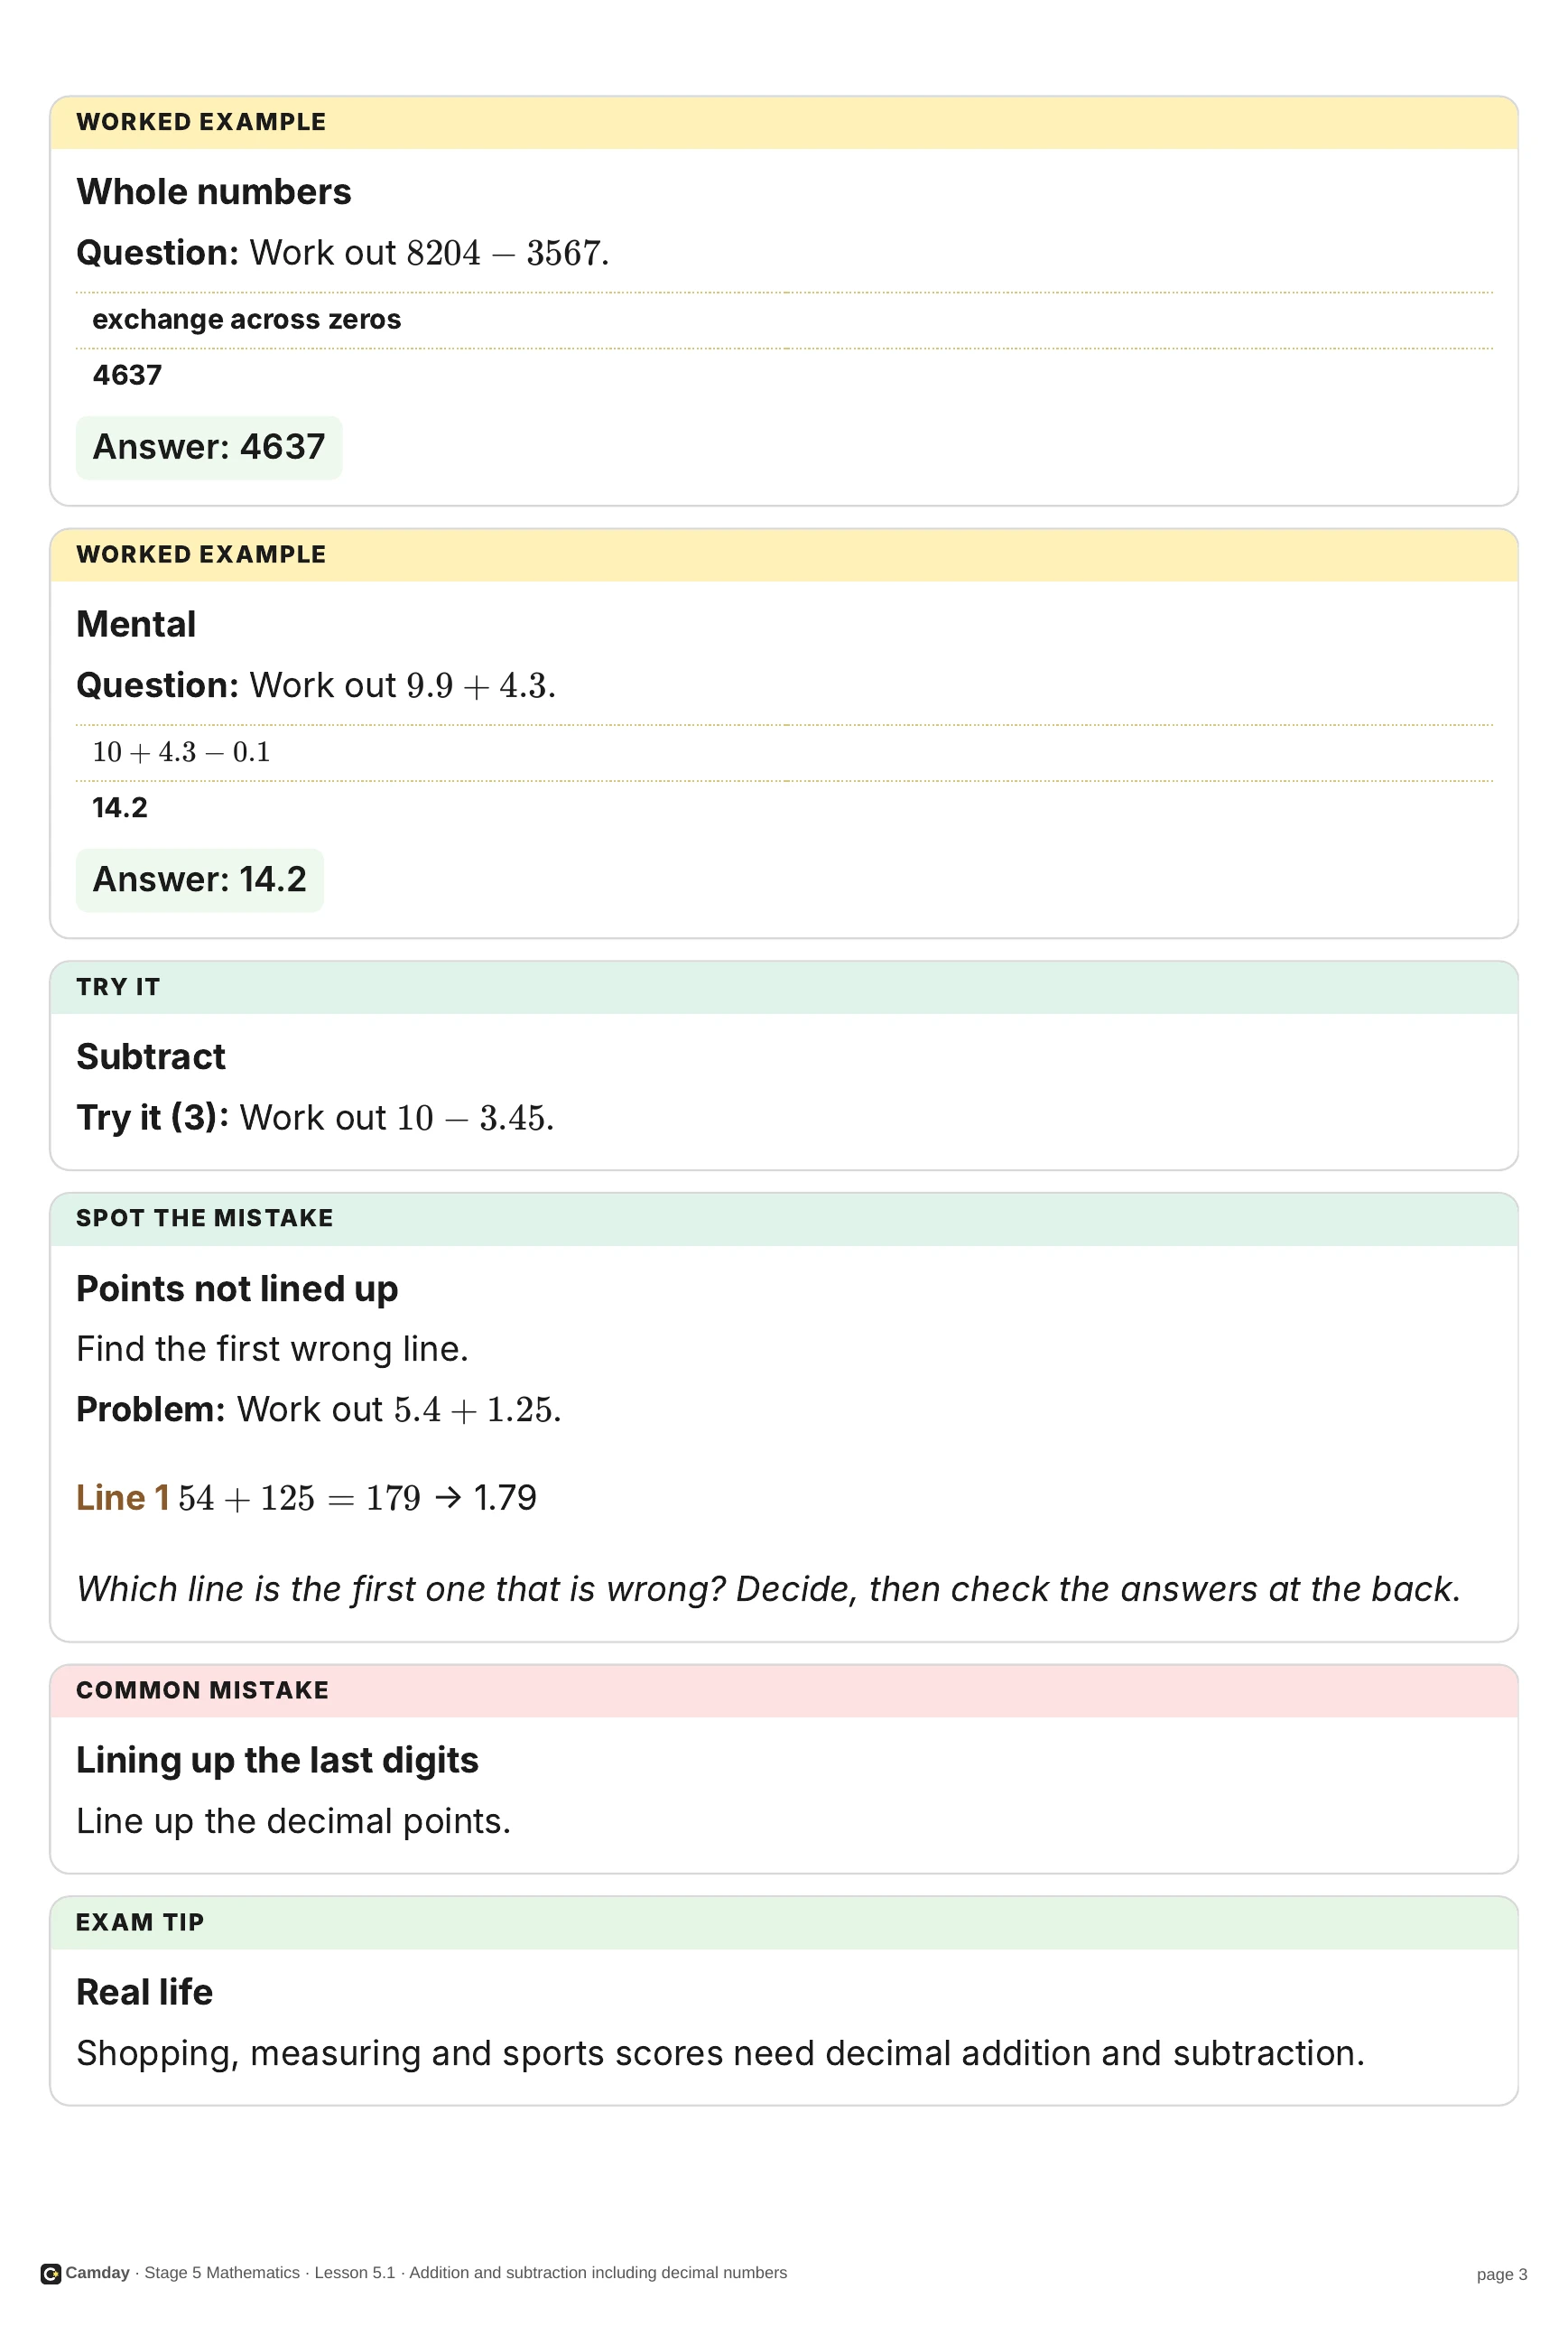 WORKED EXAMPLE
Whole numbers
Question: Work out 8204 − 3567.
exchange across zeros
4637
Answer: 4637
WORKED EXAMPLE
Mental
Question: Work out 9.9 + 4.3.
10 + 4.3 − 0.1
14.2
Answer: 14.2
TRY IT
Subtract
Try it (3): Work out 10 − 3.45.
SPOT THE MISTAKE
Points not lined up
Find the first wrong line.
Problem: Work out 5.4 + 1.25.
Line 1 54 + 125 = 179 → 1.79
Which line is the first one that is wrong? Decide, then check the answers at the back.
COMMON MISTAKE
Lining up the last digits
Line up the decimal points.
EXAM TIP
Real life
Shopping, measuring and sports scores need decimal addition and subtraction.
Camday · Stage 5 Mathematics · Lesson 5.1 · Addition and subtraction including decimal numbers
page 3